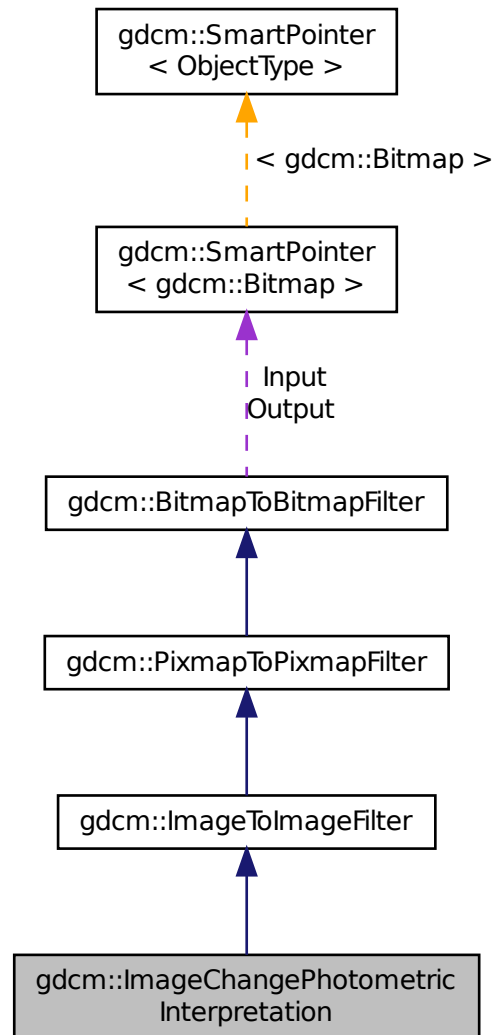 gdcm::SmartPointer
< ObjectType >
< gdcm::Bitmap >
gdcm::SmartPointer
< gdcm::Bitmap >
Input
Output
gdcm::BitmapToBitmapFilter
gdcm::PixmapToPixmapFilter
gdcm::ImageToImageFilter
gdcm::ImageChangePhotometric
Interpretation